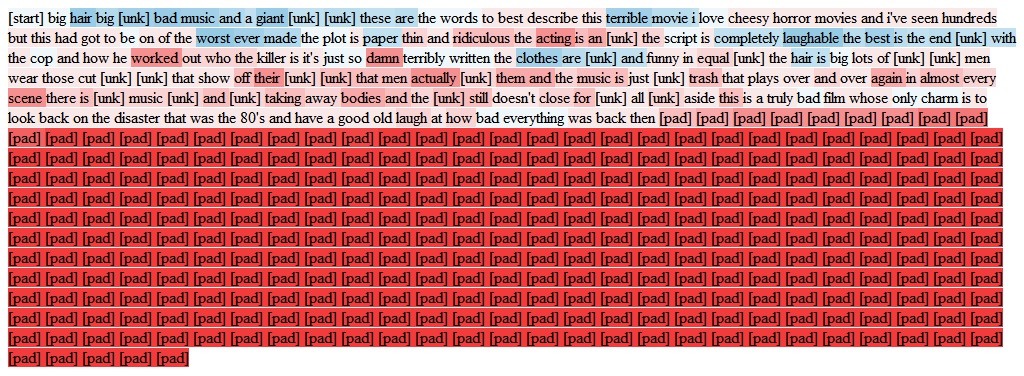 [start] big hair big [unk] bad music and a giant [unk] [unk] these are the words to best describe this terrible movie i love cheesy horror movies and i've seen hundreds
but this had got to be on of the worst ever made the plot is paper thin and ridiculous the acting is an [unk] the script is completely laughable the best is the end [unk] with
the cop and how he worked out who the killer is it's just so damn terribly written the clothes are [unk] and funny in equal [unk] the hair is big lots of [unk] [unk] men
wear those cut [unk] [unk] that show off their [unk] [unk] that men actually [unk] them and the music is just [unk] trash that plays over and over again in almost every
scene there is [unk] music [unk] and [unk] taking away bodies and the [unk] still doesn't close for [unk] all [unk] aside this is a truly bad film whose only charm is to
look back on the disaster that was the 80's and have a good old laugh at how bad everything was back then [pad] [pad] [pad] [pad] [pad] [pad] [pad] [pad] [pad]
[pad] [pad] [pad] [pad] [pad] [pad] [pad] [pad] [pad] [pad] [pad] [pad] [pad] [pad] [pad] [pad] [pad] [pad] [pad] [pad] [pad] [pad] [pad] [pad] [pad] [pad] [pad]
[pad] [pad] [pad] [pad] [pad] [pad] [pad] [pad] [pad] [pad] [pad] [pad] [pad] [pad] [pad] [pad] [pad] [pad] [pad] [pad] [pad] [pad] [pad] [pad] [pad] [pad] [pad]
[pad] [pad] [pad] [pad] [pad] [pad] [pad] [pad] [pad] [pad] [pad] [pad] [pad] [pad] [pad] [pad] [pad] [pad] [pad] [pad] [pad] [pad] [pad] [pad] [pad] [pad] [pad]
[pad] [pad] [pad] [pad] [pad] [pad] [pad] [pad] [pad] [pad] [pad] [pad] [pad] [pad] [pad] [pad] [pad] [pad] [pad] [pad] [pad] [pad] [pad] [pad] [pad] [pad] [pad]
[pad] [pad] [pad] [pad] [pad] [pad] [pad] [pad] [pad] [pad] [pad] [pad] [pad] [pad] [pad] [pad] [pad] [pad] [pad] [pad] [pad] [pad] [pad] [pad] [pad] [pad] [pad]
[pad] [pad] [pad] [pad] [pad] [pad] [pad] [pad] [pad] [pad] [pad] [pad] [pad] [pad] [pad] [pad] [pad] [pad] [pad] [pad] [pad] [pad] [pad] [pad] [pad] [pad] [pad]
[pad] [pad] [pad] [pad] [pad] [pad] [pad] [pad] [pad] [pad] [pad] [pad] [pad] [pad] [pad] [pad] [pad] [pad] [pad] [pad] [pad] [pad] [pad] [pad] [pad] [pad] [pad]
[pad] [pad] [pad] [pad] [pad] [pad] [pad] [pad] [pad] [pad] [pad] [pad] [pad] [pad] [pad] [pad] [pad] [pad] [pad] [pad] [pad] [pad] [pad] [pad] [pad] [pad] [pad]
[pad] [pad] [pad] [pad] [pad] [pad] [pad] [pad] [pad] [pad] [pad] [pad] [pad] [pad] [pad] [pad] [pad] [pad] [pad] [pad] [pad] [pad] [pad] [pad] [pad] [pad] [pad]
[pad] [pad] [pad] [pad] [pad] [pad] [pad] [pad] [pad] [pad] [pad] [pad] [pad] [pad] [pad] [pad] [pad] [pad] [pad] [pad] [pad] [pad] [pad] [pad] [pad] [pad] [pad]
[pad] [pad] [pad] [pad] [pad] [pad] [pad] [pad] [pad] [pad] [pad] [pad] [pad] [pad] [pad] [pad] [pad] [pad] [pad] [pad] [pad] [pad] [pad] [pad] [pad] [pad] [pad]
[pad] [pad] [pad] [pad] [pad]